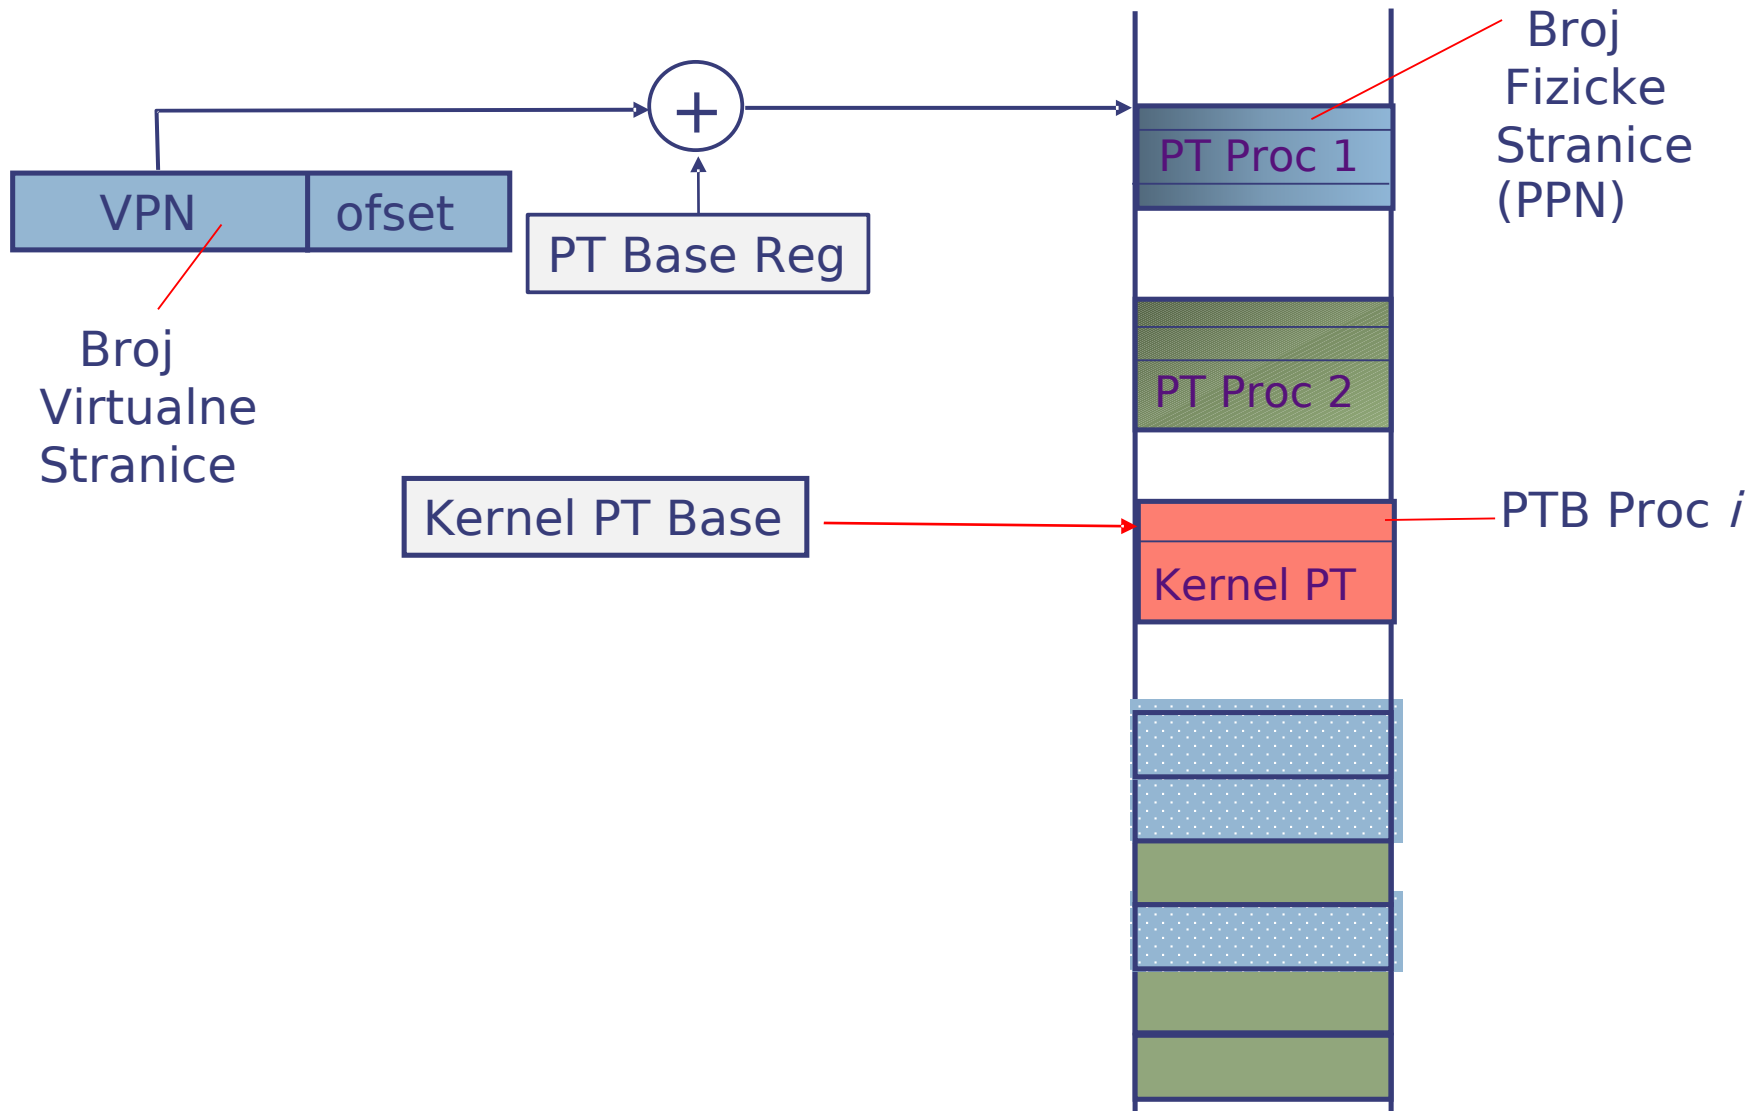 VPN
ofset
Broj
Virtualne
Stranice
+
PT Base Reg
Kernel PT Base
PT Proc 1
PT Proc 2
Kernel PT
Broj
Fizicke
Stranice
(PPN)
PTB Proc i